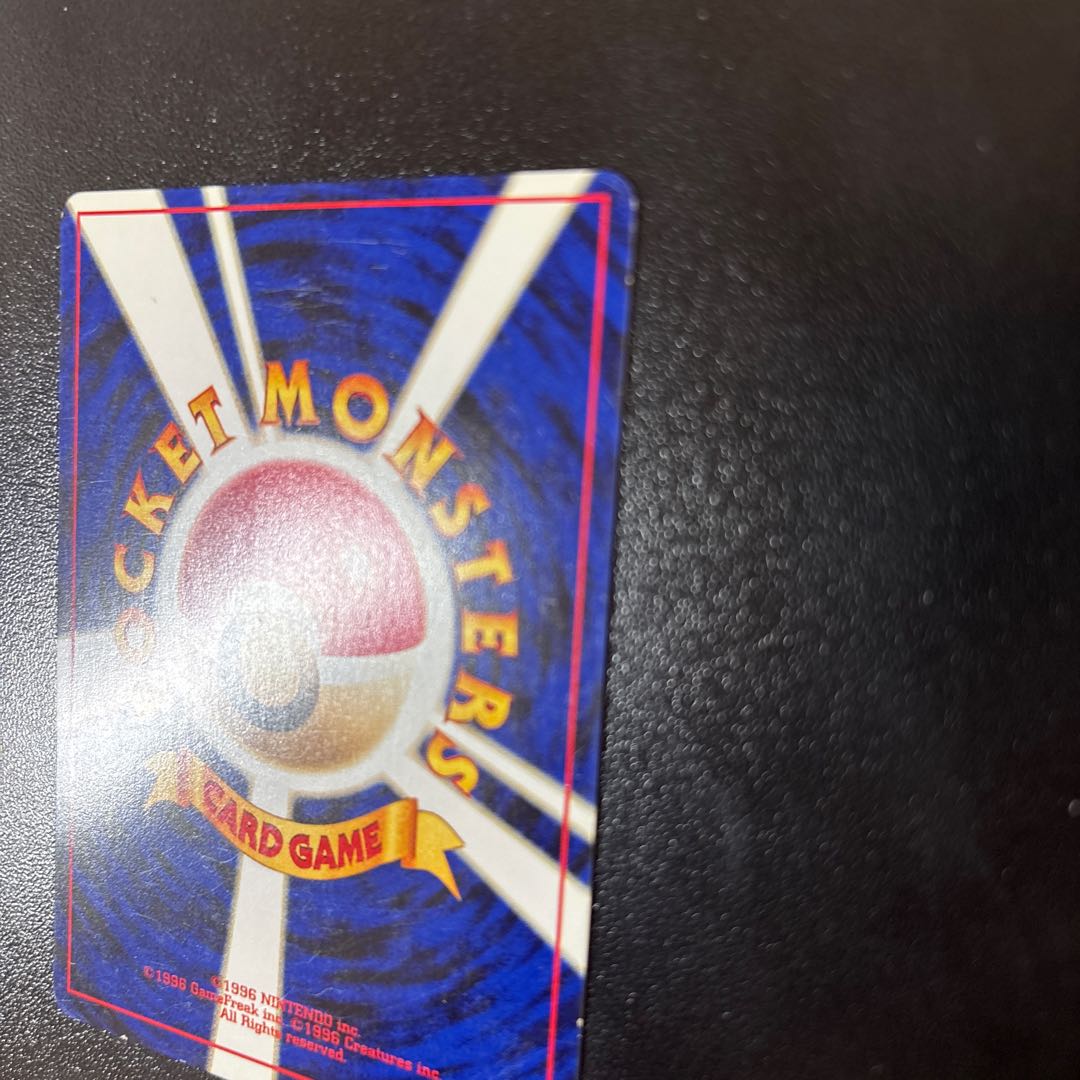 POCKET MONSTERS
CARD GAME
©1996 NINTENDO inc.
©1996 GameFreak inc. ©1996 Creatures inc.
All Rights reserved.